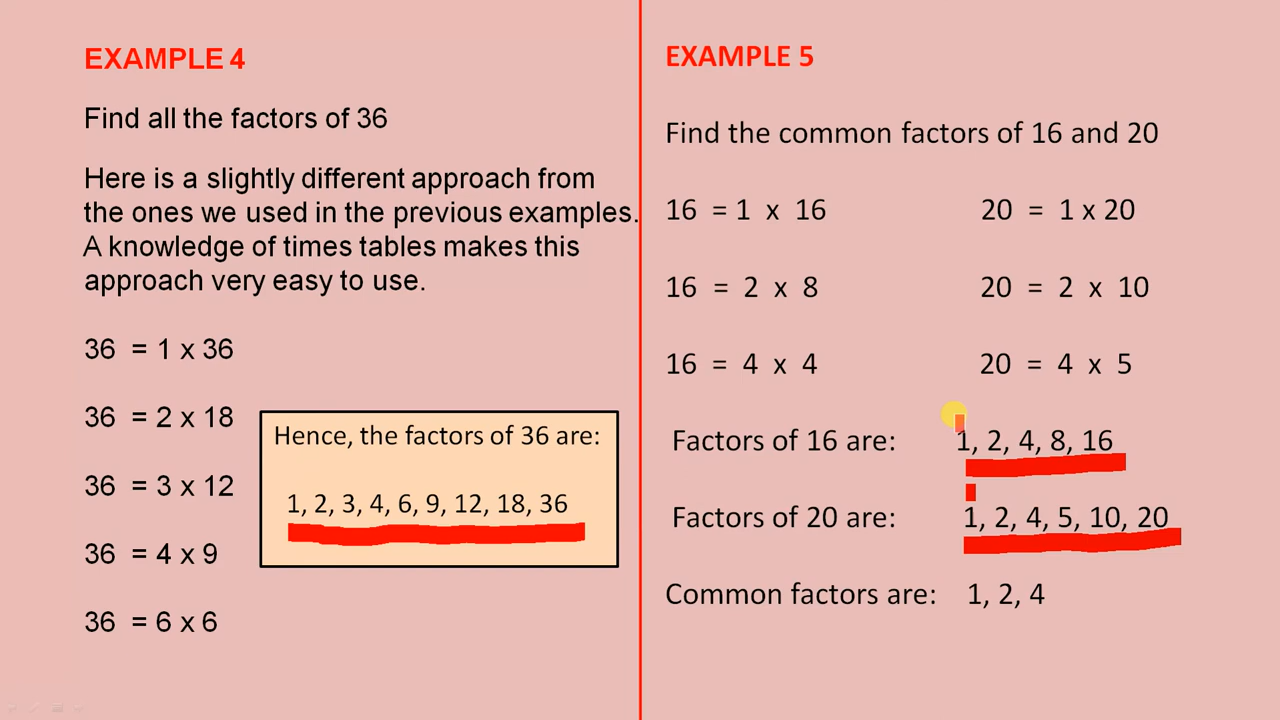 EXAMPLE 4
Find all the factors of 36
Here is a slightly different approach from
the ones we used in the previous examples.
A knowledge of times tables makes this
approach very easy to use.
36 = 1 x 36
36 = 2 x 18
36 = 3 x 12
36 = 4 x 9
36 = 6 x 6
Hence, the factors of 36 are:
1, 2, 3, 4, 6, 9, 12, 18, 36
EXAMPLE 5
Find the common factors of 16 and 20
16 = 1 x 16 20 = 1 x 20
16 = 2 x 8 20 = 2 x 10
16 = 4 x 4 20 = 4 x 5
Factors of 16 are: 1, 2, 4, 8, 16
Factors of 20 are: 1, 2, 4, 5, 10, 20
Common factors are: 1, 2, 4